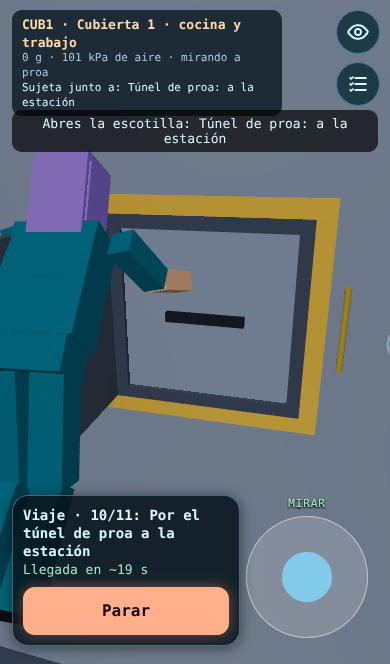 CUB1 · Cubierta 1 · cocina y
trabajo
0 g · 101 kPa de aire · mirando a
proa
Sujeta junto a: Túnel de proa: a la
estación
Abres la escotilla: Túnel de proa: a la
estación
Viaje · 10/11: Por el
túnel de proa a la
estación
Llegada en ~19 s
Parar
MIRAR